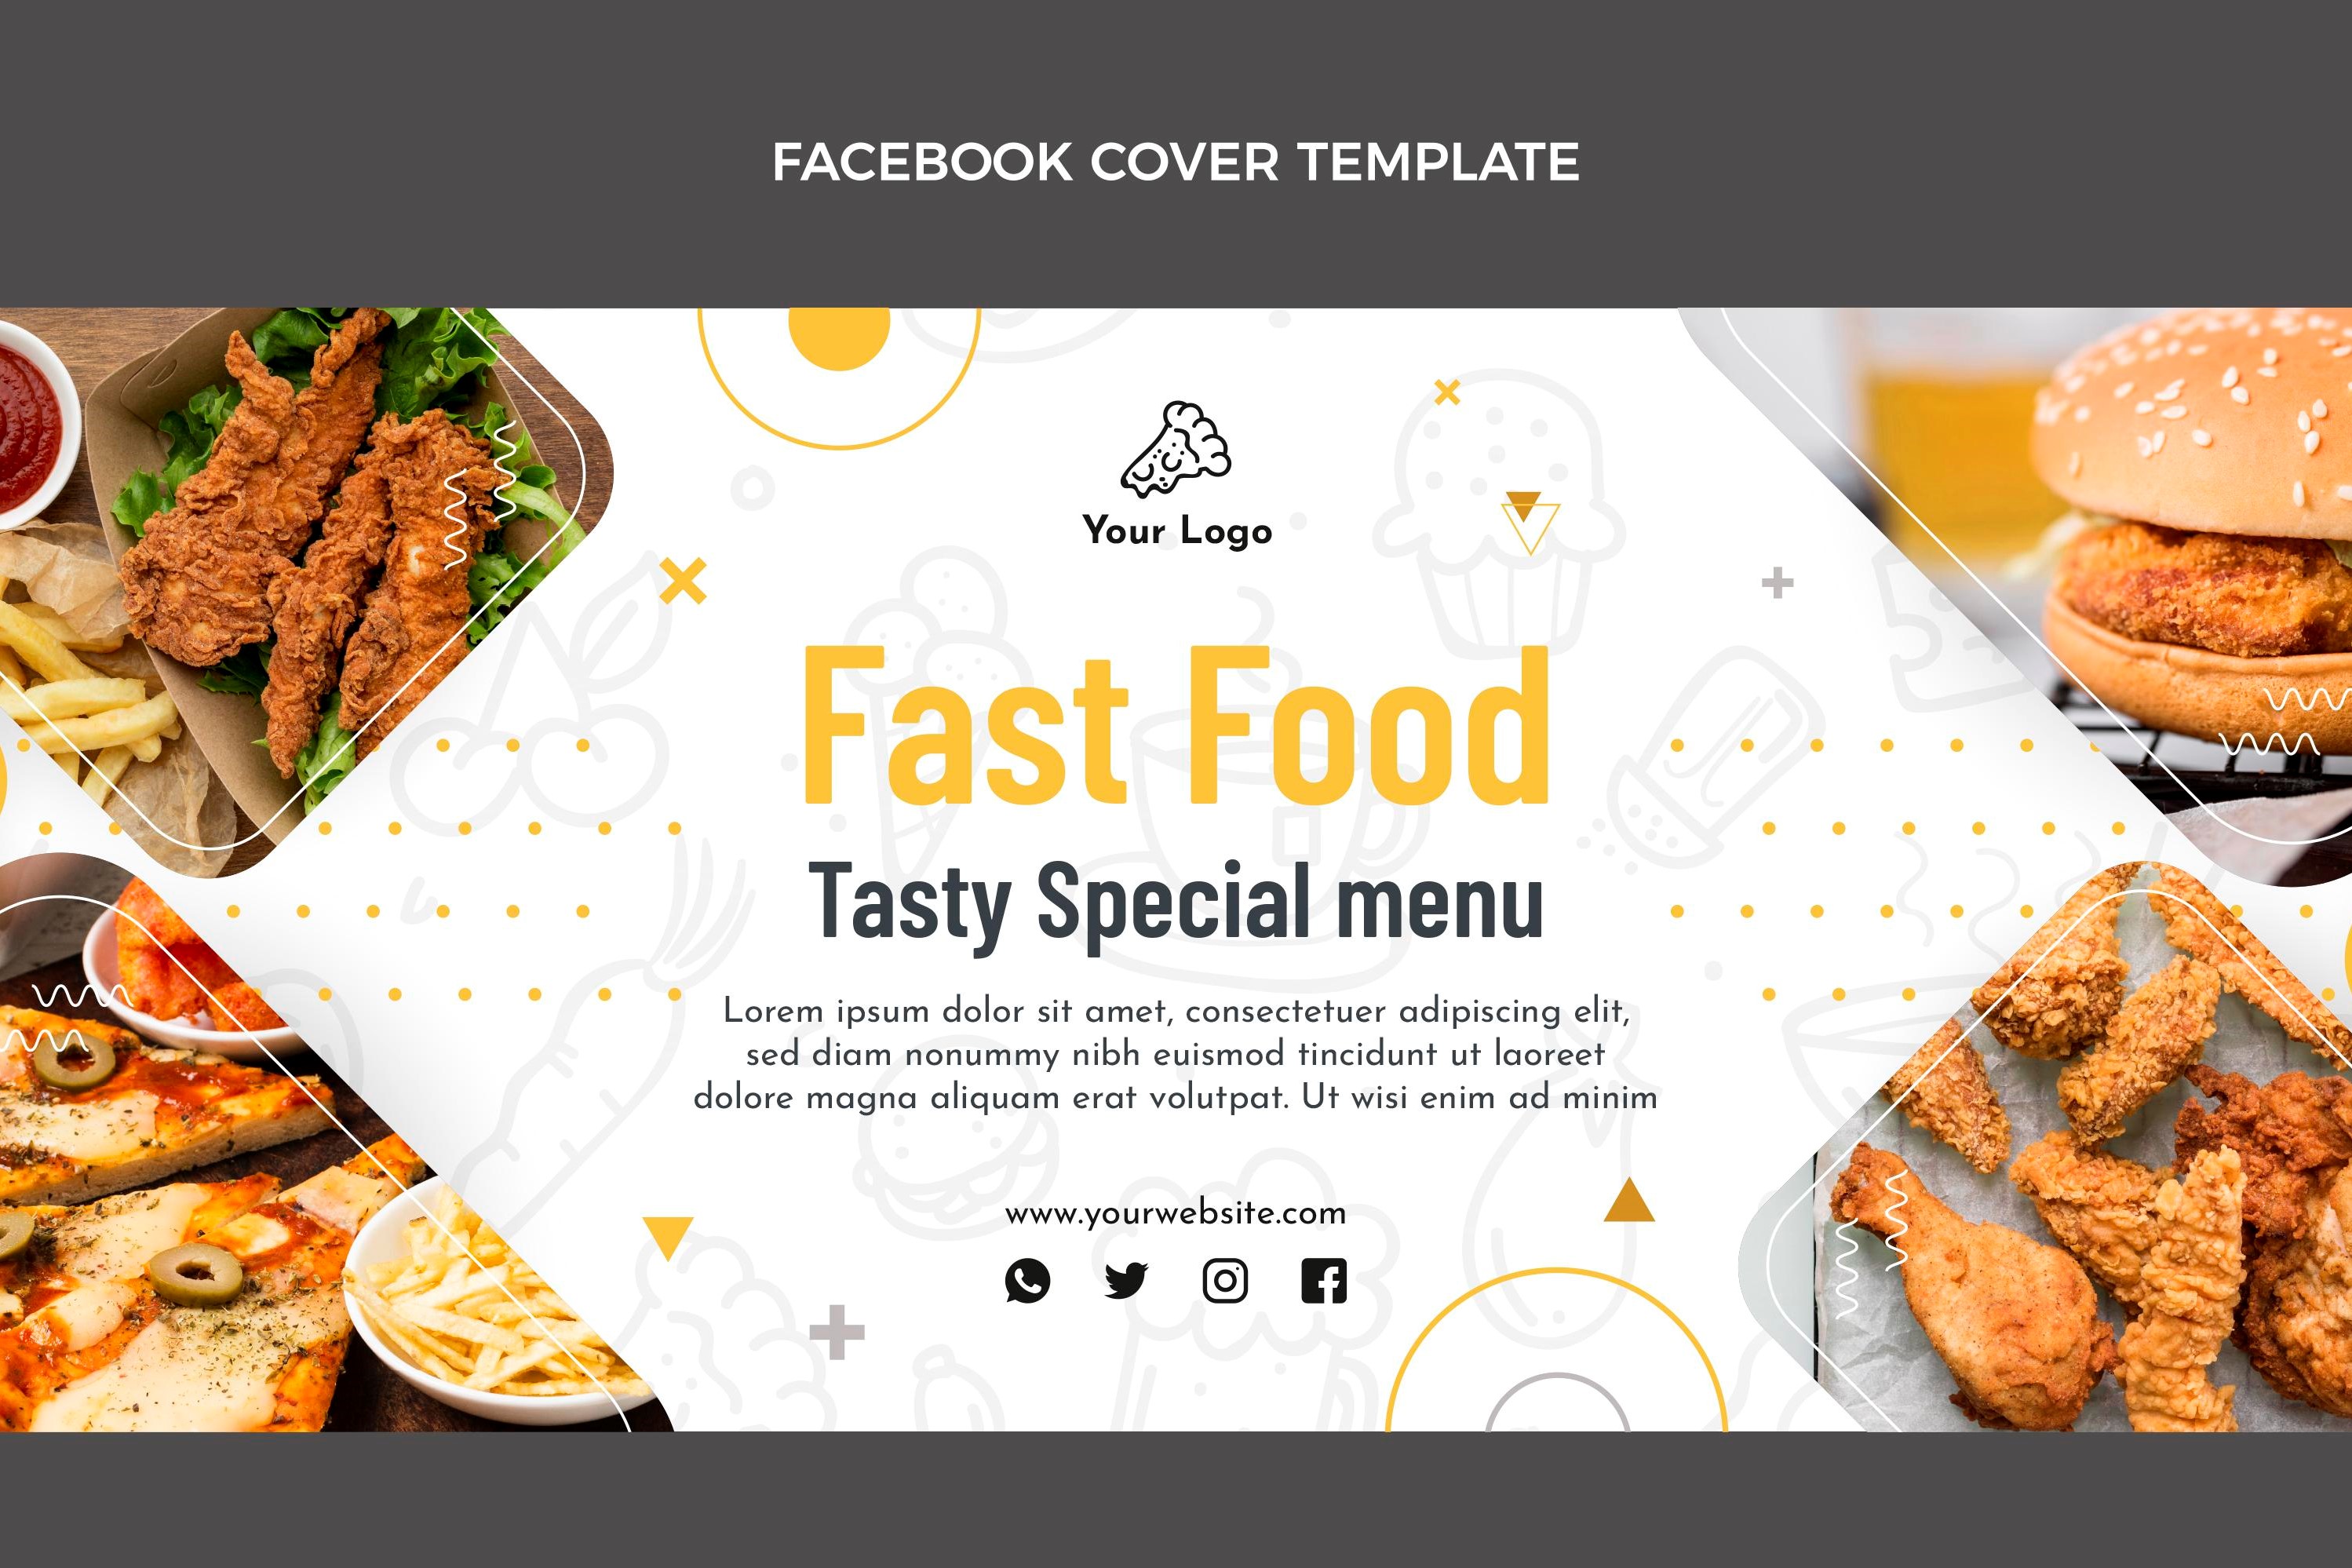 FACEBOOK COVER TEMPLATE
Your Logo
Fast Food
Tasty Special menu
Lorem ipsum dolor sit amet, consectetuer adipiscing elit,
sed diam nonummy nibh euismod tincidunt ut laoreet
dolore magna aliquam erat volutpat. Ut wisi enim ad minim
www.yourwebsite.com